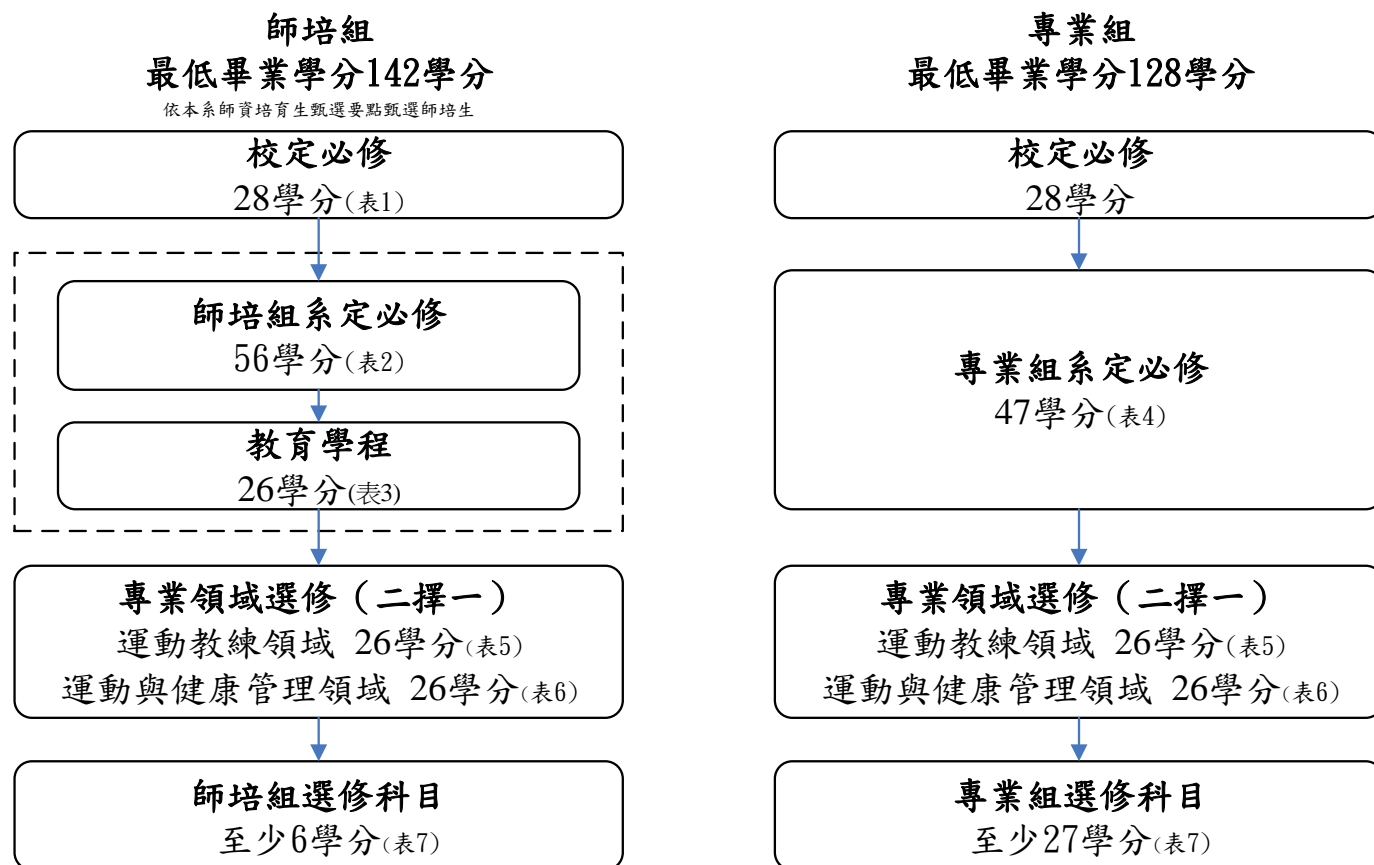 師培組
最低畢業學分142學分
依本系師資培育生甄選要點甄選師培生
校定必修
28學分(表1)
師培組系定必修
56學分(表2)
教育學程
26學分(表3)
專業領域選修（二擇一）
運動教練領域 26學分(表5)
運動與健康管理領域 26學分(表6)
師培組選修科目
至少6學分(表7)
專業組
最低畢業學分128學分
校定必修
28學分
專業組系定必修
47學分(表4)
專業領域選修（二擇一）
運動教練領域 26學分(表5)
運動與健康管理領域 26學分(表6)
專業組選修科目
至少27學分(表7)